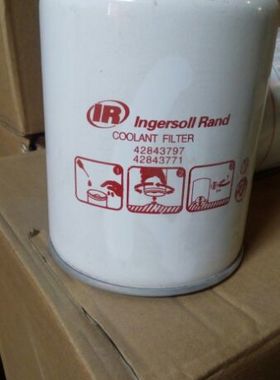 IR Ingersoll Rand
COOLANT FILTER
42843797
42843771